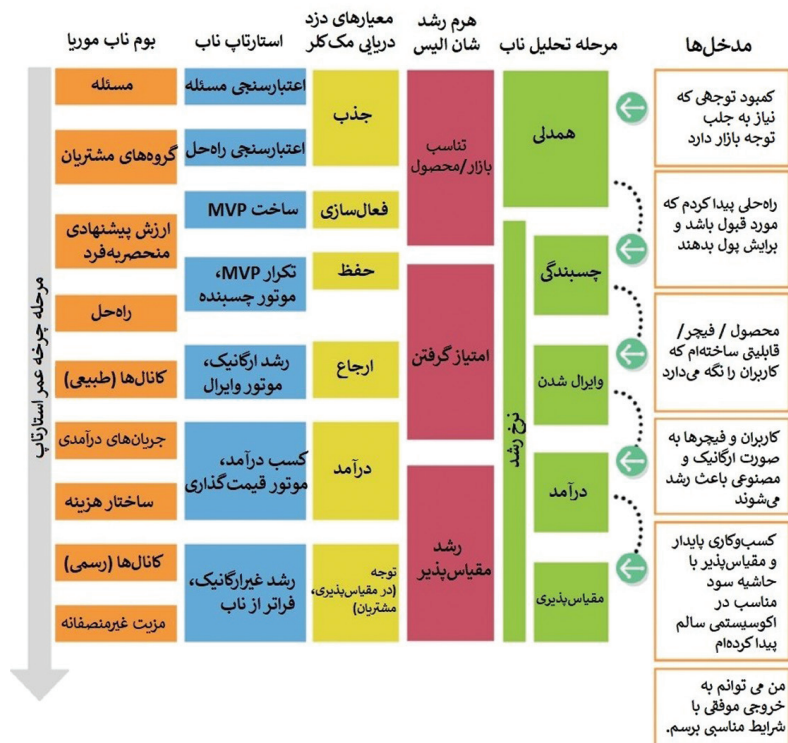 مدخل‌ها
کمبود توجهی که
نیاز به جلب
توجه بازار دارد
راه‌حلی پیدا کردم که
مورد قبول باشد و
برایش پول بدهند
محصول / فیچر/
قابلیتی ساخته‌ام که
کاربران را نگه می‌دارد
کاربران و فیچرها به
صورت ارگانیک و
مصنوعی باعث رشد
می‌شوند
کسب‌وکاری پایدار
و مقیاس‌پذیر با
حاشیه سود
مناسب در
اکوسیستمی سالم
پیدا کرده‌ام
من می توانم به
خروجی موفقی با
شرایط مناسبی برسم.
مرحله تحلیل ناب
همدلی
چسبندگی
وایرال شدن
درآمد
مقیاس‌پذیری
نرخ رشد
هرم رشد
شان الیس
تناسب
بازار/محصول
امتیاز گرفتن
رشد
مقیاس‌پذیر
معیارهای دزد
دریایی مک‌کلر
جذب
فعال‌سازی
حفظ
ارجاع
درآمد
توجه
(در مقیاس‌پذیری،
مشتریان)
استارتاپ ناب
اعتبارسنجی مسئله
اعتبارسنجی راه‌حل
ساخت MVP
تکرار MVP،
موتور چسبنده
رشد ارگانیک،
موتور وایرال
کسب درآمد،
موتور قیمت‌گذاری
رشد غیرارگانیک،
فراتر از ناب
بوم ناب موریا
مسئله
گروه‌های مشتریان
ارزش پیشنهادی
منحصربه‌فرد
راه‌حل
کانال‌ها (طبیعی)
جریان‌های درآمدی
ساختار هزینه
کانال‌ها (رسمی)
مزیت غیرمنصفانه
مرحله چرخه عمر استارتاپ